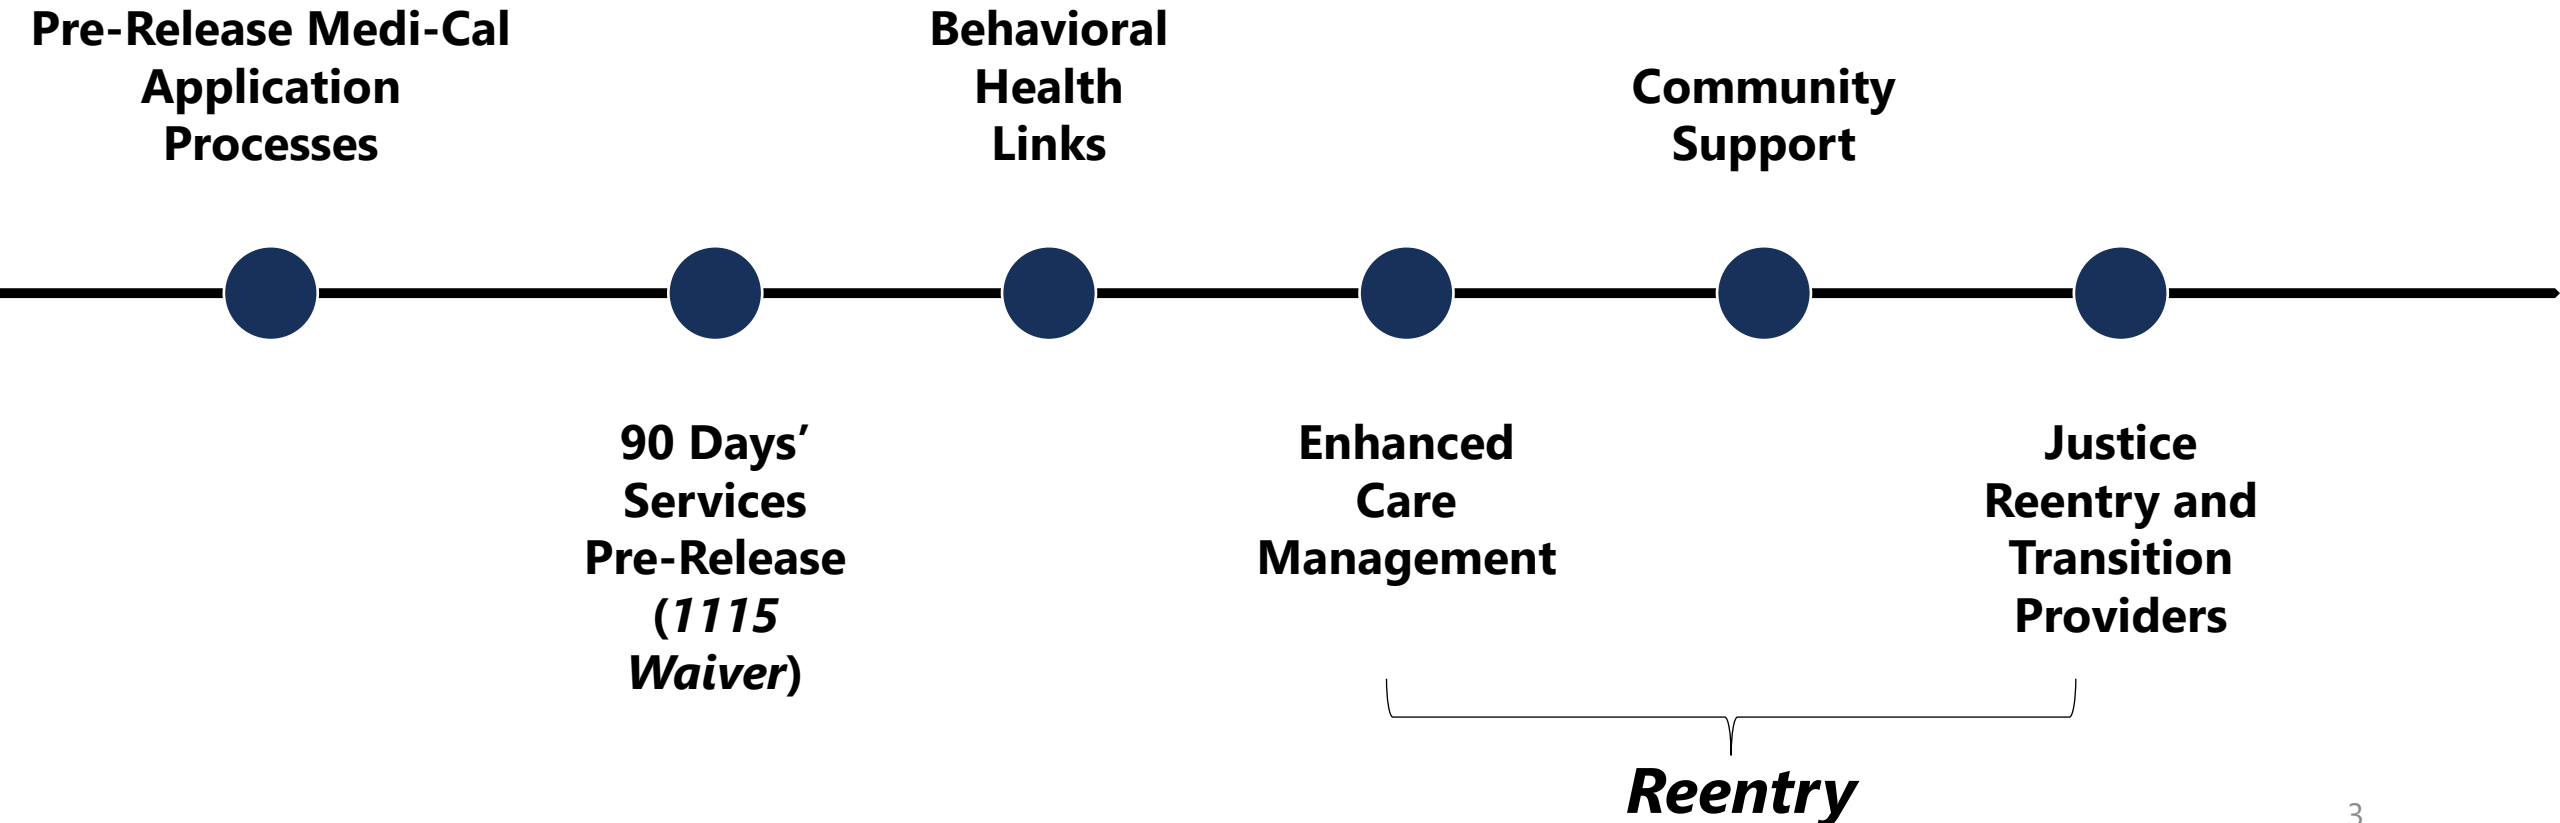 Pre-Release Medi-Cal
Application
Processes
90 Days’
Services
Pre-Release
(1115
Waiver)
Behavioral
Health
Links
Enhanced
Care
Management
Community
Support
Justice
Reentry and
Transition
Providers
Reentry
3